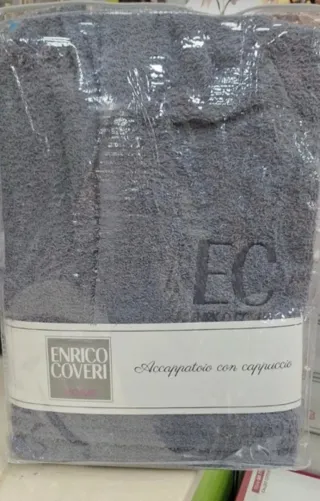 EC
ENRICO
COVERI
Accappatoio con cappuccio